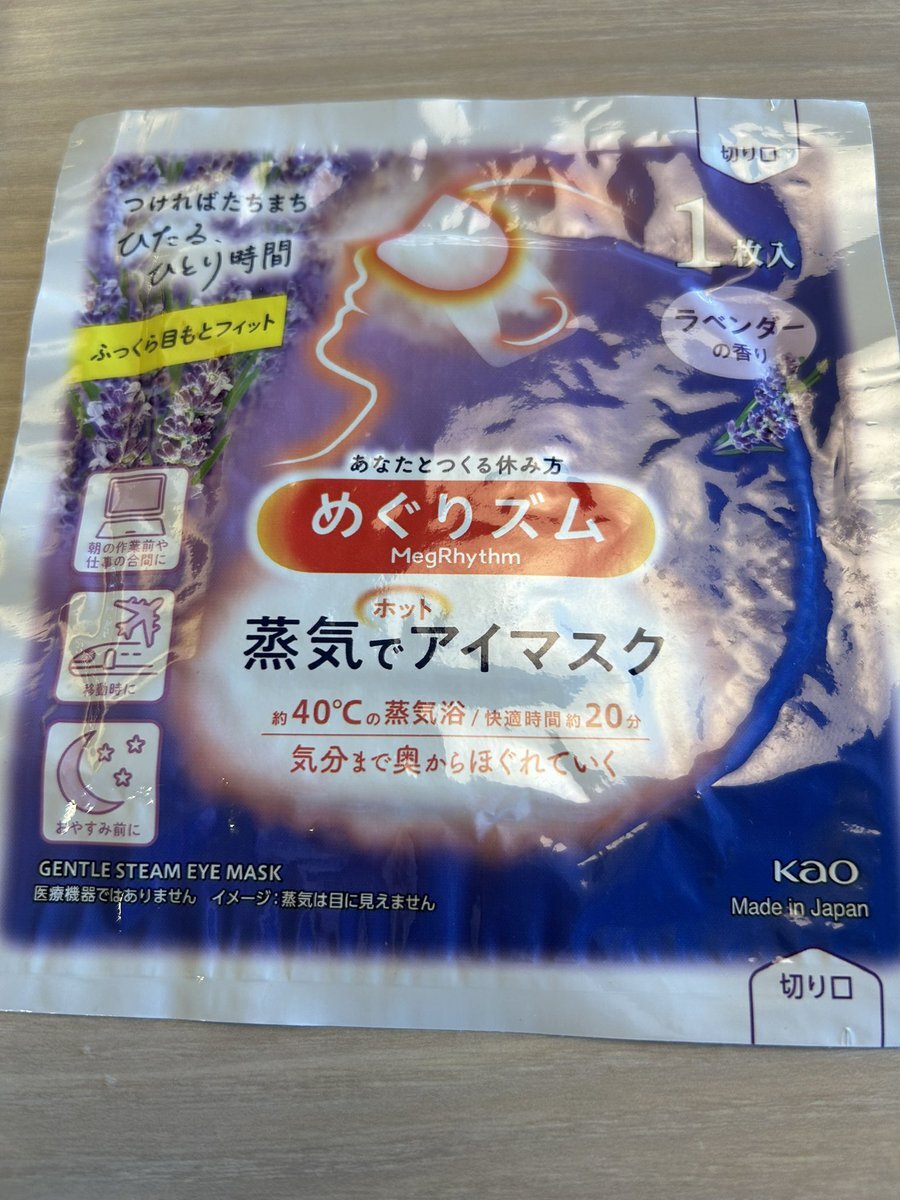 切り口
つければたちまち
ひたる、
ひとり時間
1枚入
ふっくら目もとフィット
ラベンダー
の香り
あなたとつくる休み方
めぐりズム
MegRhythm
朝の作業前や
仕事の合間に
ホット
蒸気でアイマスク
移動時に
約40℃の蒸気浴/快適時間約20分
気分まで奥からほぐれていく
おやすみ前に
GENTLE STEAM EYE MASK
医療機器ではありません イメージ:蒸気は目に見えません
Kao
Made in Japan
切り口